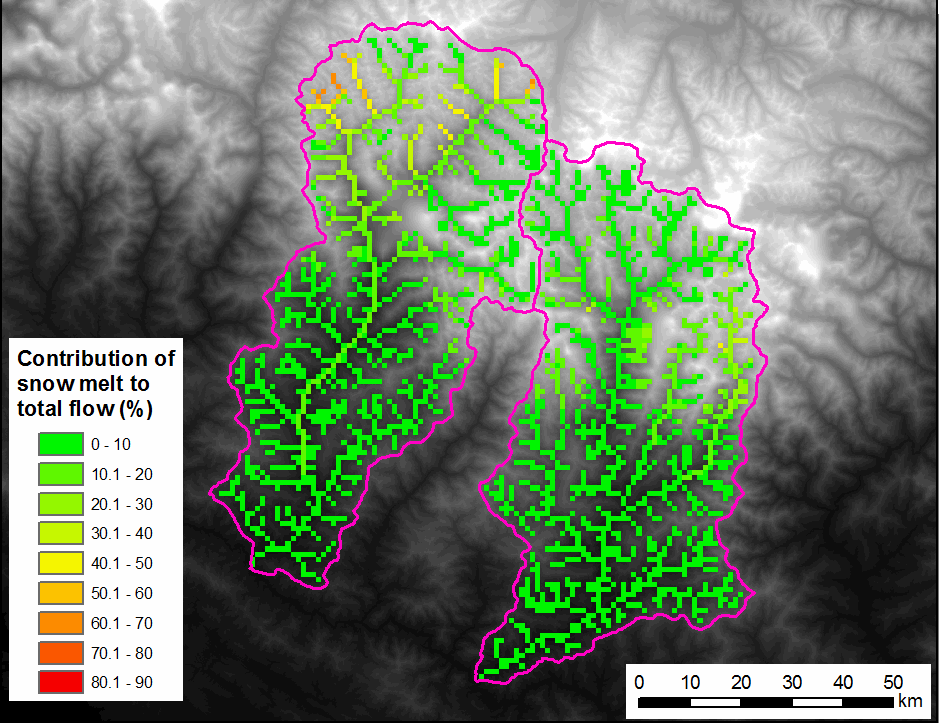 Contribution of
snow melt to
total flow (%)
0 - 10
10.1 - 20
20.1 - 30
30.1 - 40
40.1 - 50
50.1 - 60
60.1 - 70
70.1 - 80
80.1 - 90
0 10 20 30 40 50
km